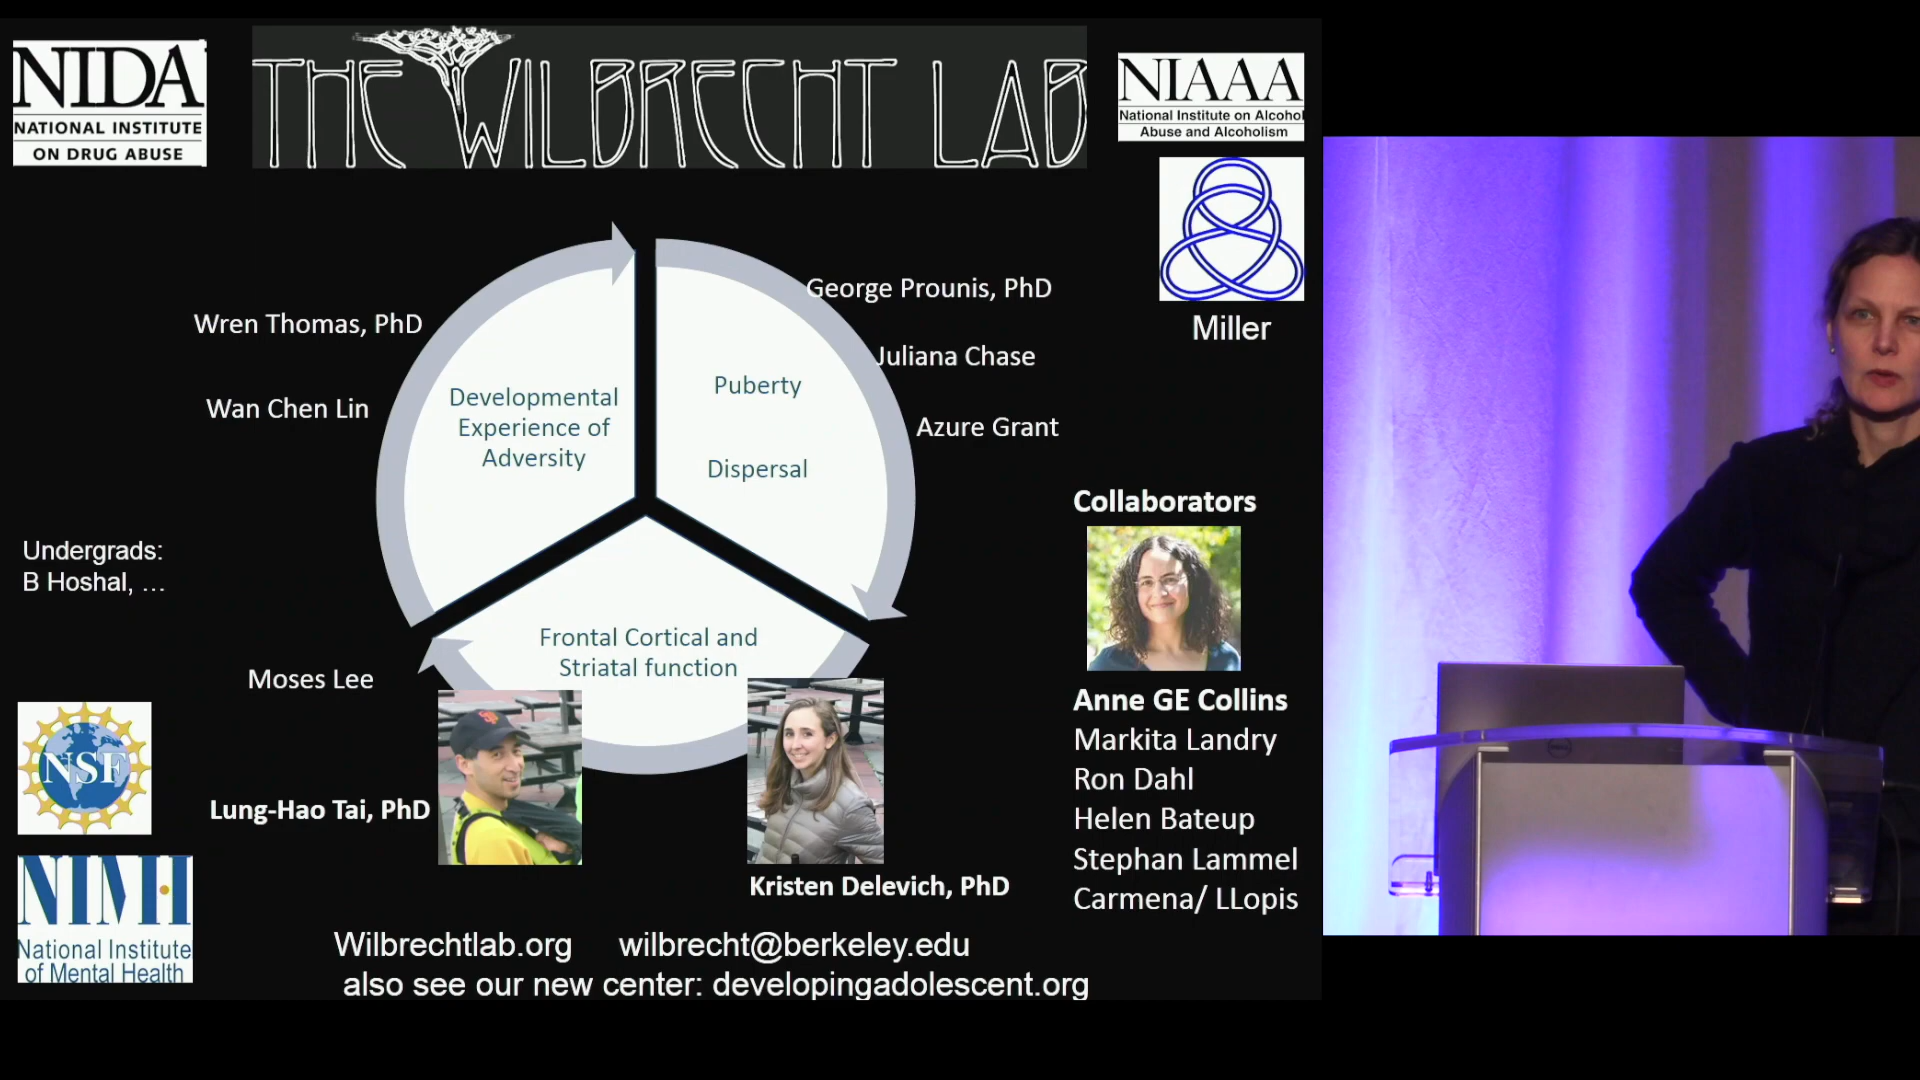 NIDA
NATIONAL INSTITUTE
ON DRUG ABUSE
THE WILBRECHT LAB
NIAAA
National Institute on Alcohol
Abuse and Alcoholism
Miller
George Prounis, PhD
Wren Thomas, PhD
Juliana Chase
Wan Chen Lin
Azure Grant
Developmental
Experience of
Adversity
Puberty
Dispersal
Collaborators
Undergrads:
B Hoshal, …
Frontal Cortical and
Striatal function
Moses Lee
Anne GE Collins
Markita Landry
Ron Dahl
Helen Bateup
Stephan Lammel
Carmena/ LLopis
NSF
Lung-Hao Tai, PhD
Kristen Delevich, PhD
NIMH
National Institute
of Mental Health
Wilbrechtlab.org wilbrecht@berkeley.edu
also see our new center: developingadolescent.org